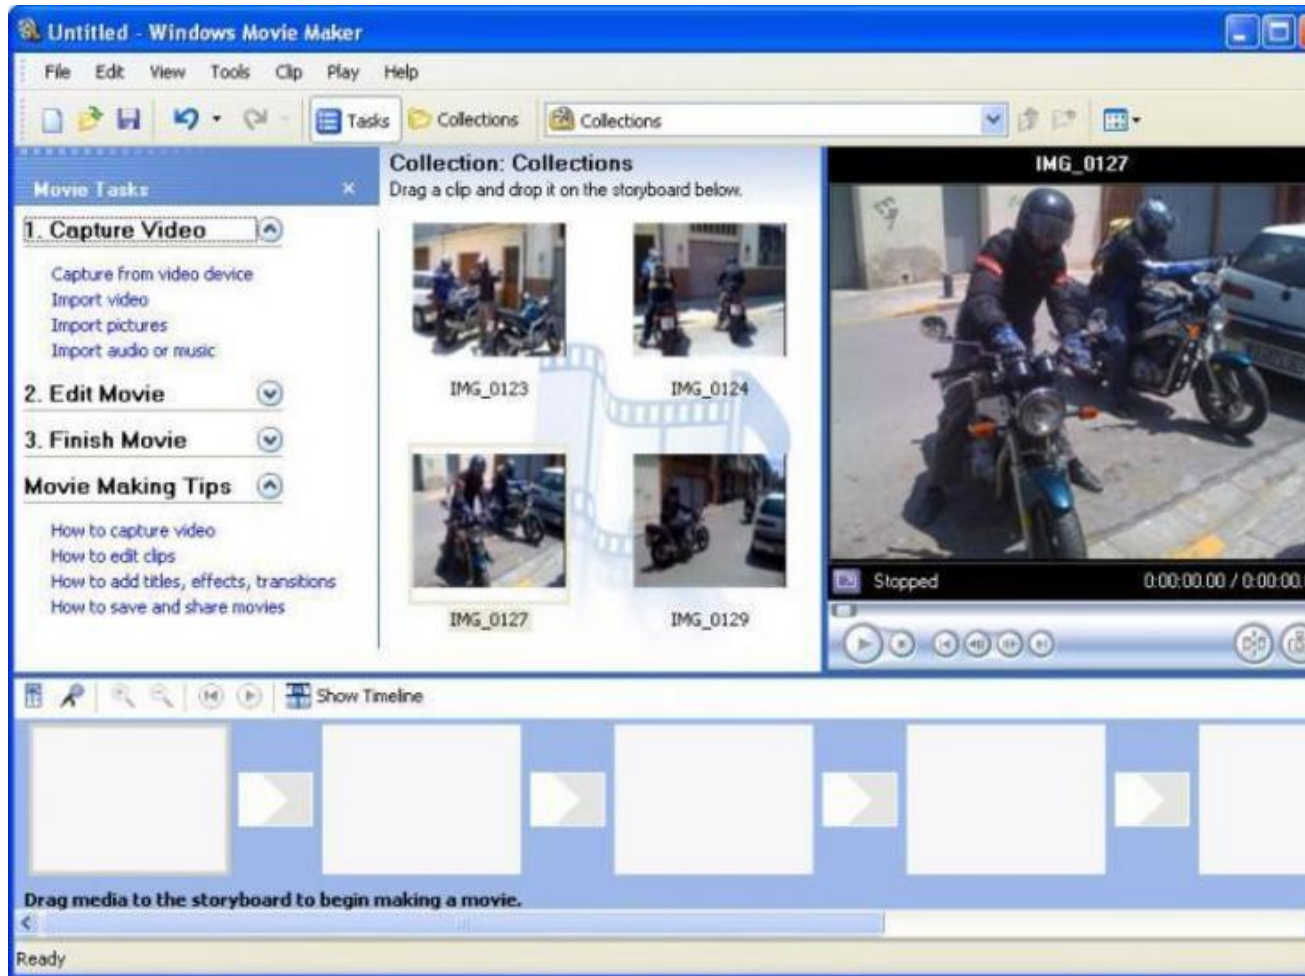 Untitled - Windows Movie Maker
File Edit View Tools Clip Play Help
Tasks Collections Collections
Movie Tasks
1. Capture Video
Capture from video device
Import video
Import pictures
Import audio or music
2. Edit Movie
3. Finish Movie
Movie Making Tips
How to capture video
How to edit clips
How to add titles, effects, transitions
How to save and share movies
Collection: Collections
Drag a clip and drop it on the storyboard below.
IMG_0123 IMG_0124
IMG_0127 IMG_0129
IMG_0127
Stopped 0:00:00.00 / 0:00:00.
Show Timeline
Drag media to the storyboard to begin making a movie.
Ready